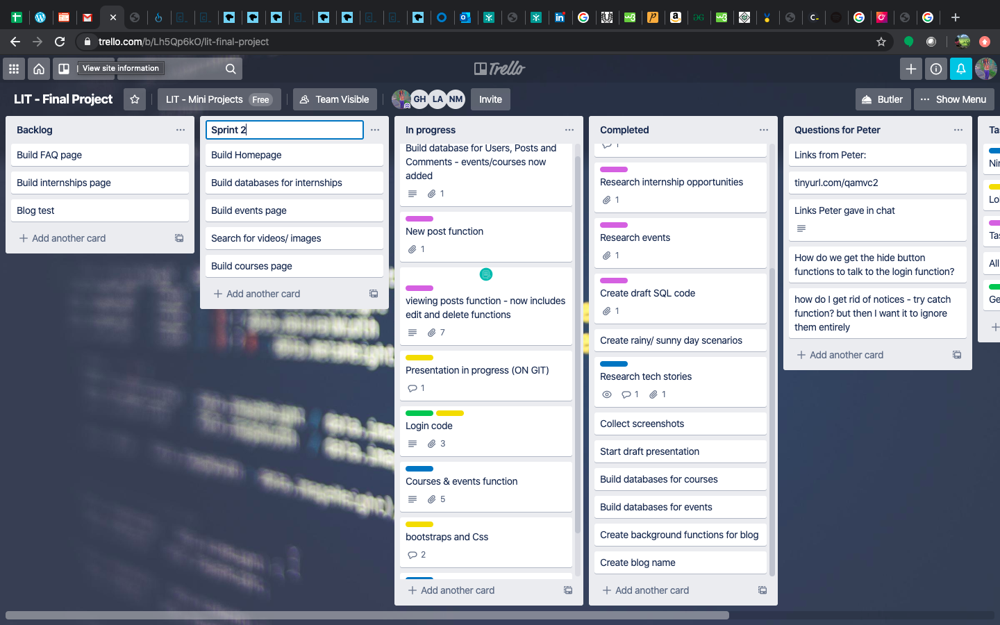 trello.com/b/Lh5Qp6kO/lit-final-project
View site information
Trello
LIT - Final Project
LIT - Mini Projects Free
Team Visible
GH LA NM
Invite
Butler
Show Menu
Backlog
Build FAQ page
Build internships page
Blog test
Add another card
Sprint 2
Build Homepage
Build databases for internships
Build events page
Search for videos/ images
Build courses page
Add another card
In progress
Build database for Users, Posts and
Comments - events/courses now
added
1
New post function
1
viewing posts function - now includes
edit and delete functions
7
Presentation in progress (ON GIT)
1
Login code
3
Courses & events function
5
bootstraps and Css
2
Add another card
Completed
1
Research internship opportunities
1
Research events
1
Create draft SQL code
1
Create rainy/ sunny day scenarios
Research tech stories
1 1
Collect screenshots
Start draft presentation
Build databases for courses
Build databases for events
Create background functions for blog
Create blog name
Add another card
Questions for Peter
Links from Peter:
tinyurl.com/qamvc2
Links Peter gave in chat
How do we get the hide button
functions to talk to the login function?
how do I get rid of notices - try catch
function? but then I want it to ignore
them entirely
Add another card
All